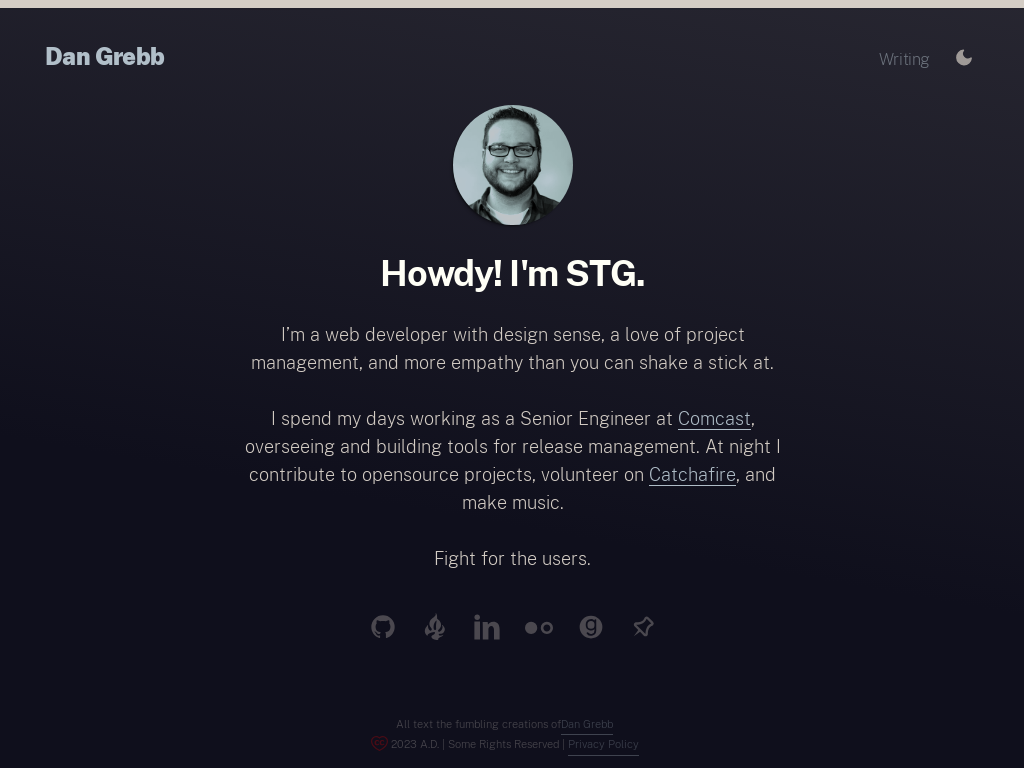 Dan Grebb
Writing
Howdy! I'm STG.
I’m a web developer with design sense, a love of project
management, and more empathy than you can shake a stick at.
I spend my days working as a Senior Engineer at Comcast,
overseeing and building tools for release management. At night I
contribute to opensource projects, volunteer on Catchafire, and
make music.
Fight for the users.
All text the fumbling creations ofDan Grebb
2023 A.D. | Some Rights Reserved | Privacy Policy